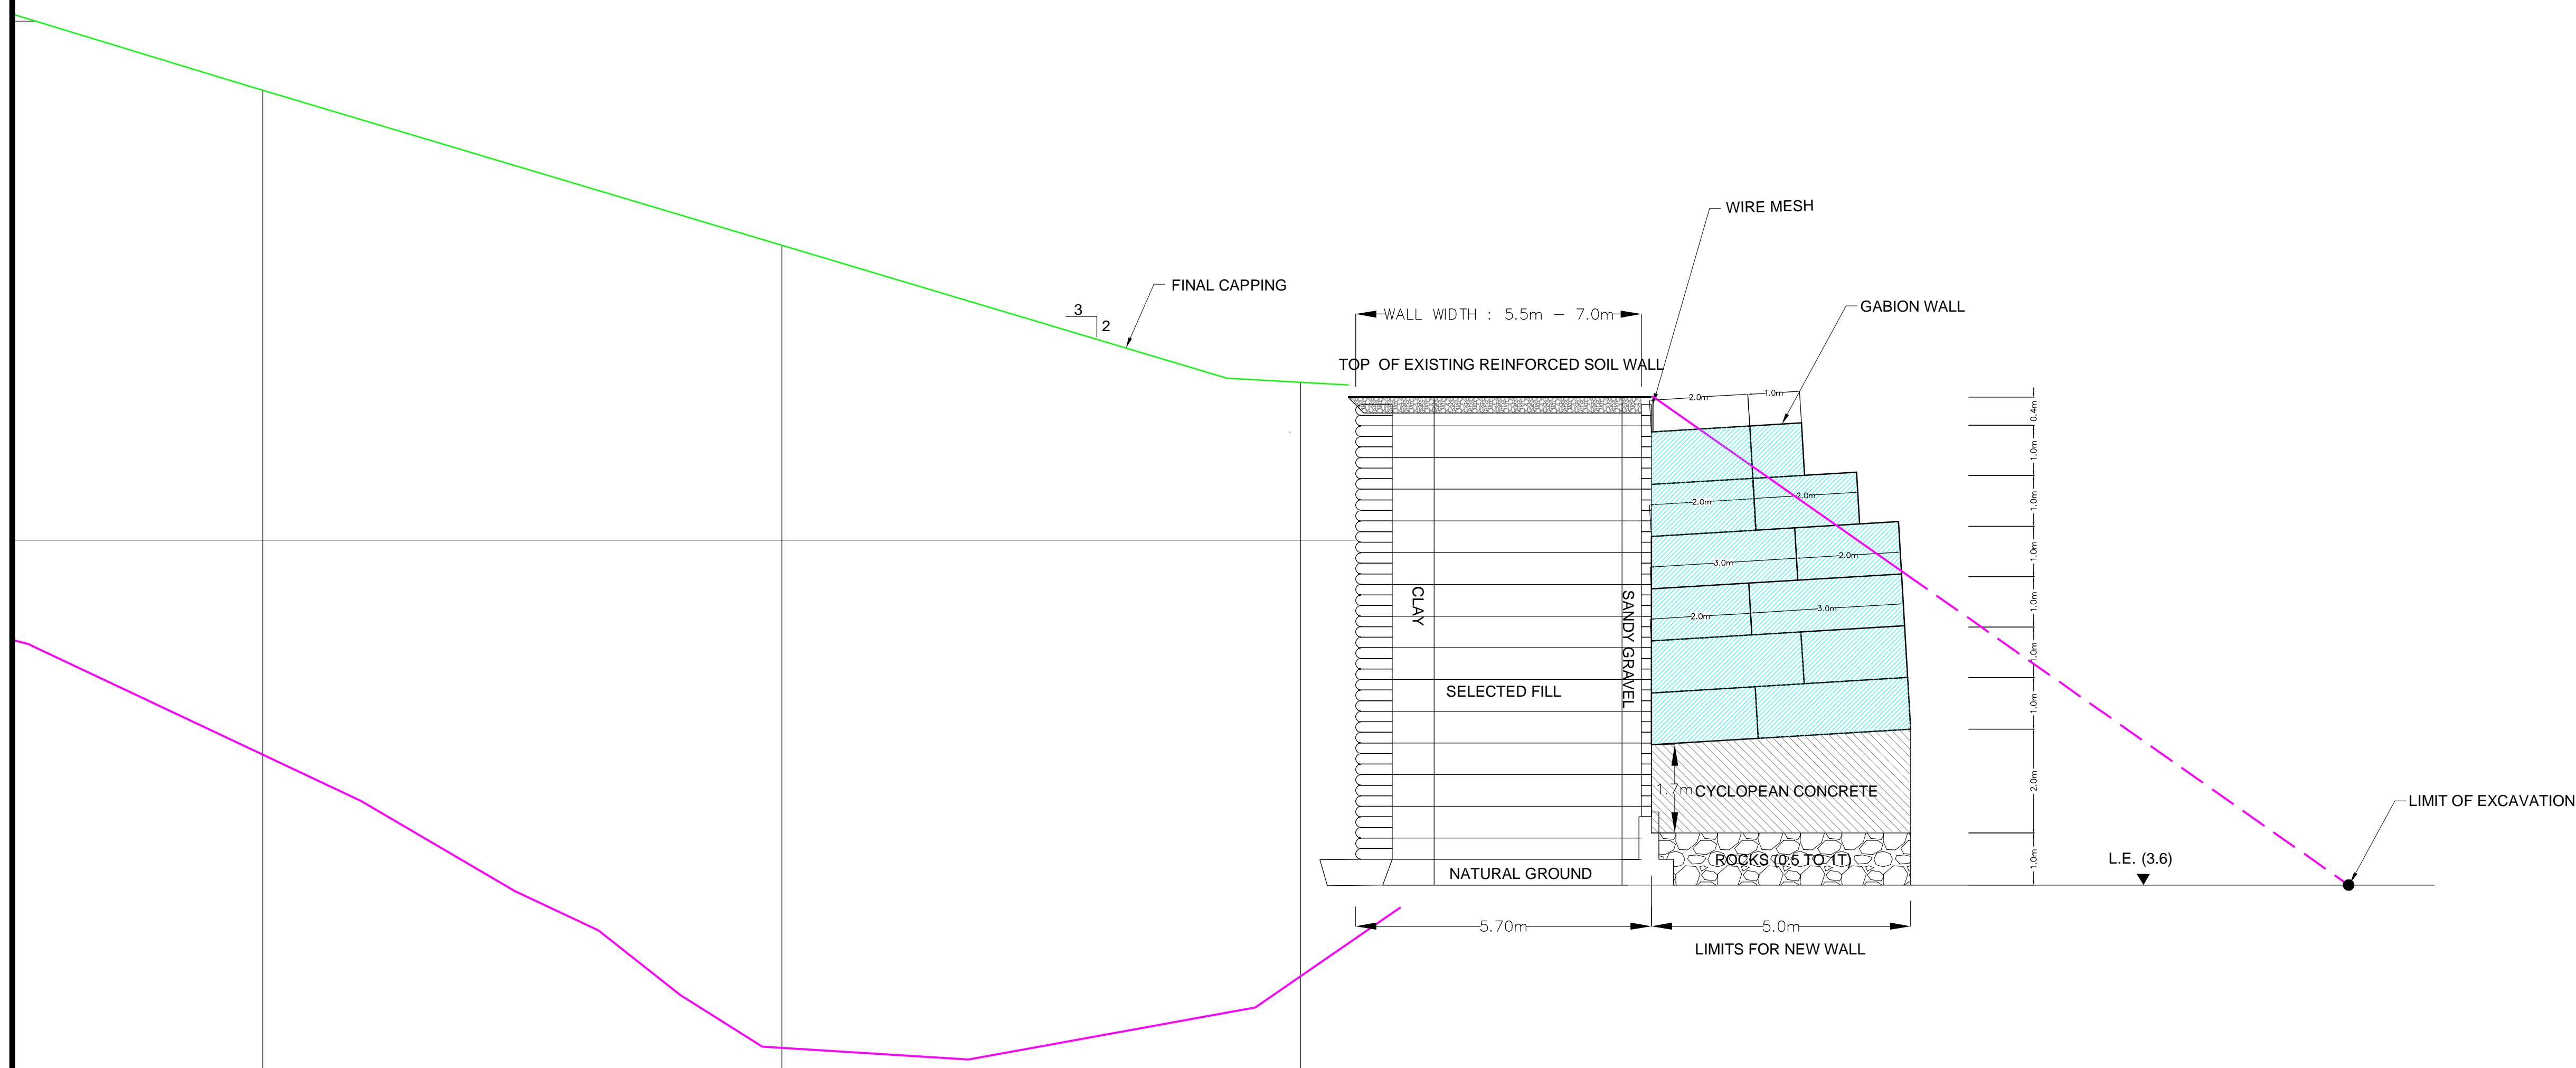 WIRE MESH
FINAL CAPPING
3
2
GABION WALL
WALL WIDTH : 5.5m - 7.0m
TOP OF EXISTING REINFORCED SOIL WALL
2.0m
1.0m
0.4m
1.0m
2.0m
2.0m
1.0m
3.0m
2.0m
1.0m
2.0m
3.0m
1.0m
CLAY
SANDY GRAVEL
1.0m
SELECTED FILL
1.0m
1.7m
CYCLOPEAN CONCRETE
2.0m
LIMIT OF EXCAVATION
ROCKS (0.5 TO 1T)
1.0m
L.E. (3.6)
NATURAL GROUND
5.70m
5.0m
LIMITS FOR NEW WALL